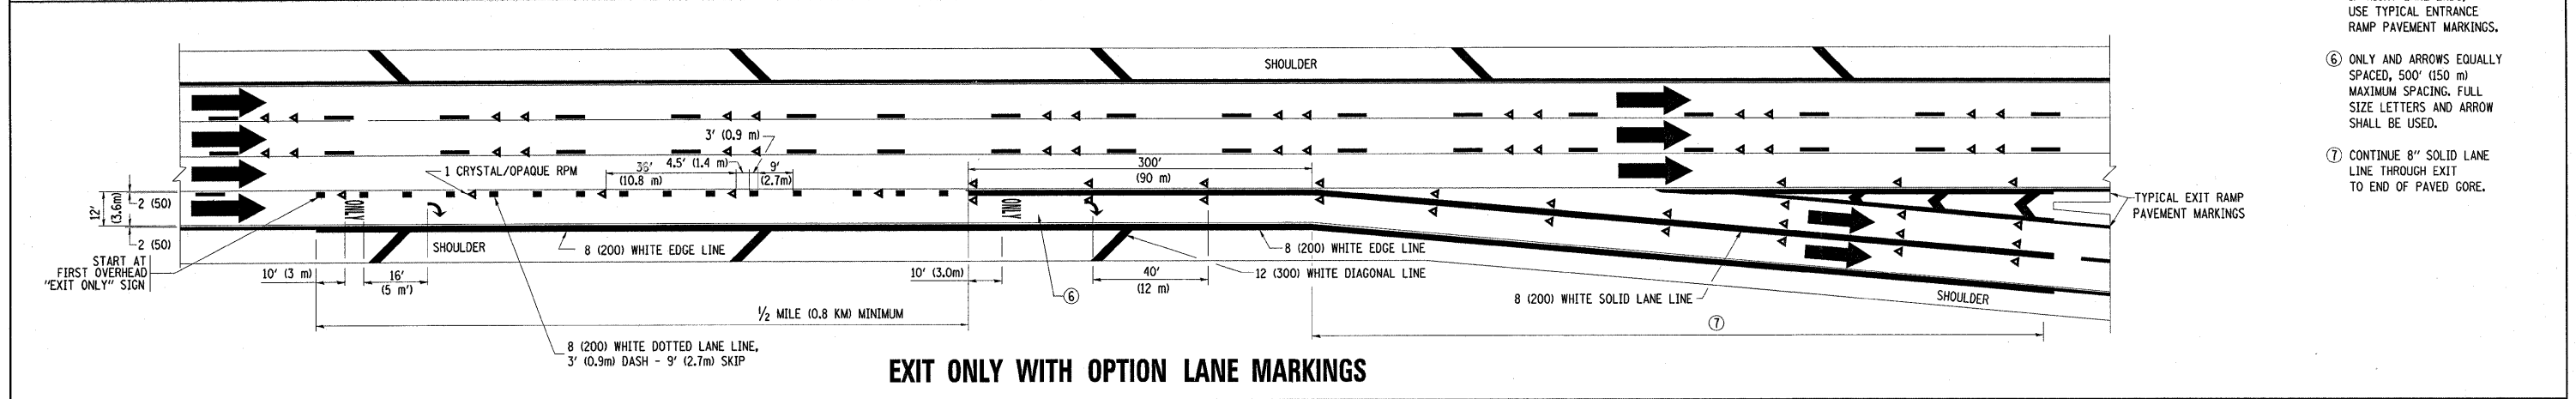 USE TYPICAL ENTRANCE
RAMP PAVEMENT MARKINGS.
⑥ ONLY AND ARROWS EQUALLY
SPACED, 500' (150 m)
MAXIMUM SPACING. FULL
SIZE LETTERS AND ARROW
SHALL BE USED.
⑦ CONTINUE 8" SOLID LANE
LINE THROUGH EXIT
TO END OF PAVED GORE.
SHOULDER
3' (0.9 m)
4.5' (1.4 m)
36'
(10.8 m)
9'
(2.7m)
1 CRYSTAL/OPAQUE RPM
300'
(90 m)
12'
(3.6m)
2 (50)
2 (50)
ONLY
ONLY
TYPICAL EXIT RAMP
PAVEMENT MARKINGS
SHOULDER
8 (200) WHITE EDGE LINE
8 (200) WHITE EDGE LINE
START AT
FIRST OVERHEAD
"EXIT ONLY" SIGN
10' (3 m)
16'
(5 m')
10' (3.0m)
⑥
40'
(12 m)
12 (300) WHITE DIAGONAL LINE
8 (200) WHITE SOLID LANE LINE
SHOULDER
½ MILE (0.8 KM) MINIMUM
⑦
8 (200) WHITE DOTTED LANE LINE,
3' (0.9m) DASH - 9' (2.7m) SKIP
EXIT ONLY WITH OPTION LANE MARKINGS